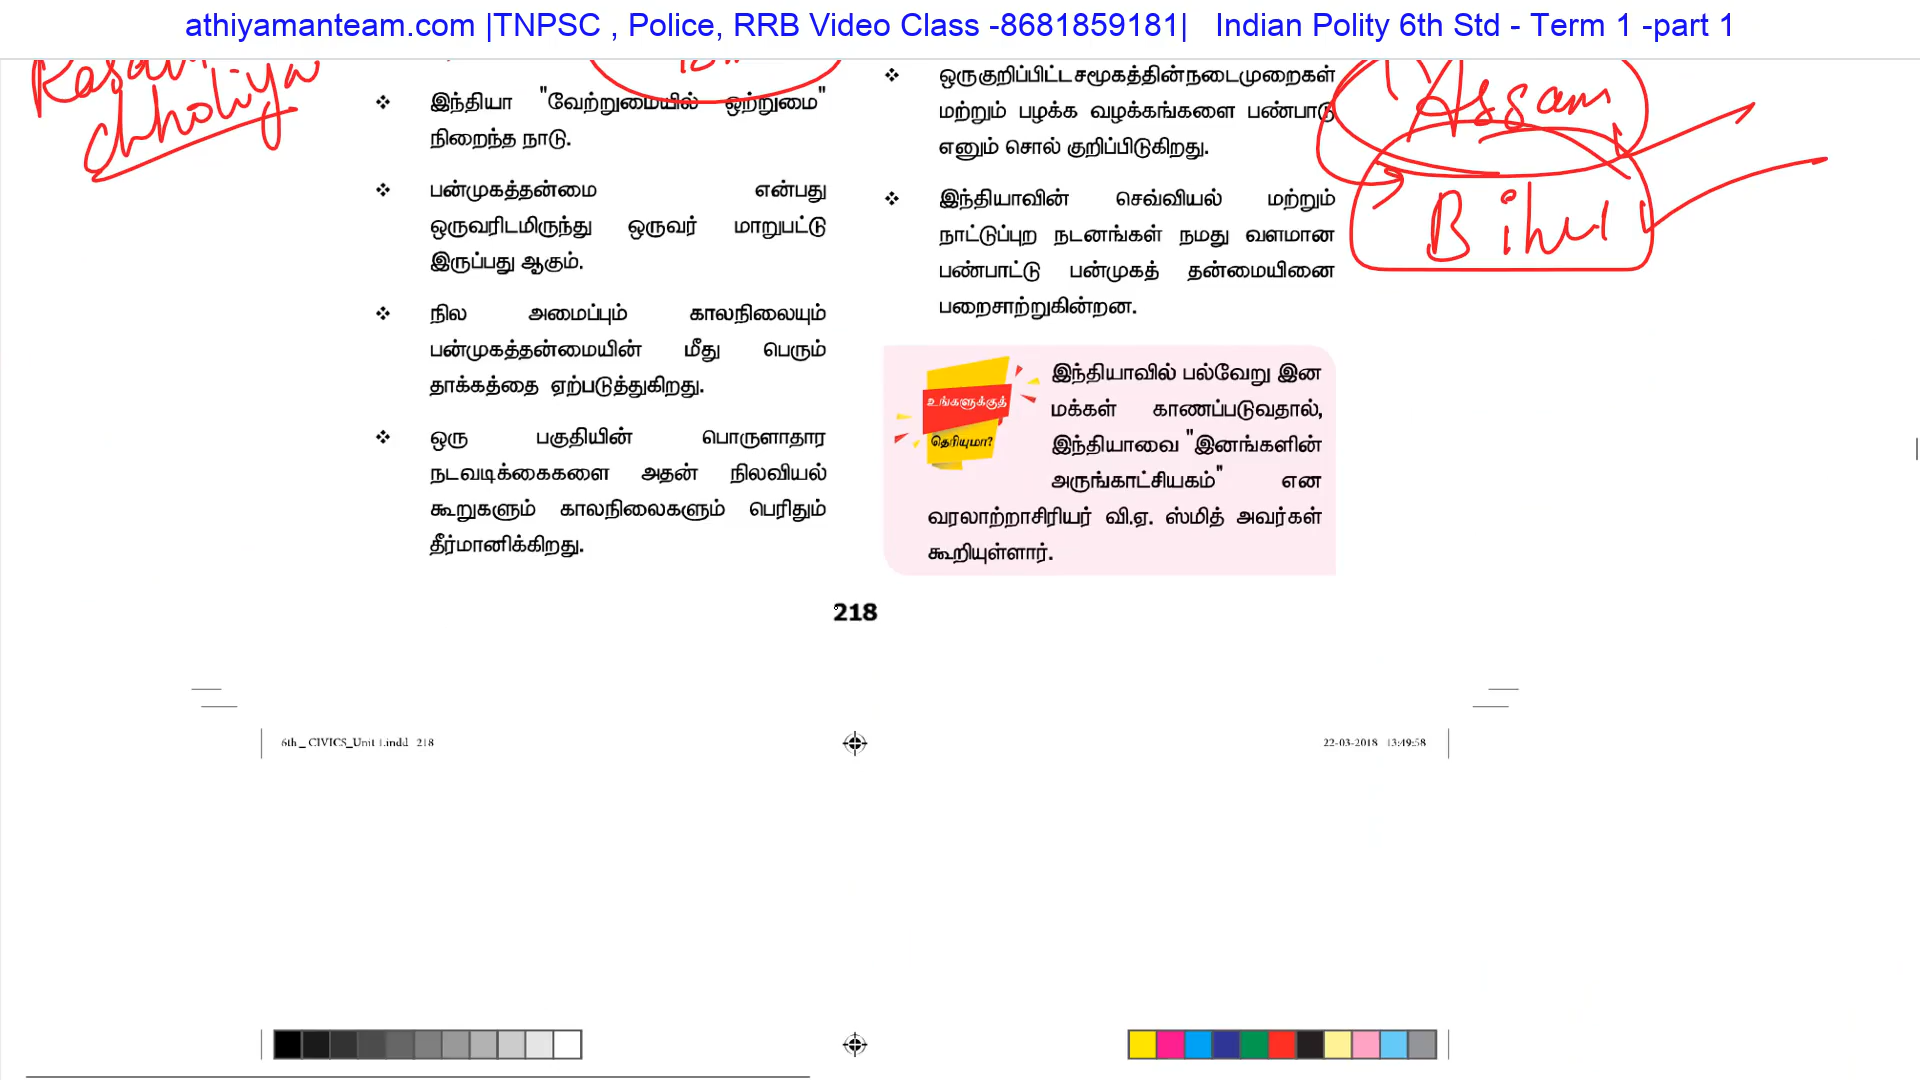 athiyamanteam.com |TNPSC , Police, RRB Video Class -8681859181|   Indian Polity 6th Std - Term 1 -part 1
chholiya
❖ இந்தியா "வேற்றுமையில் ஒற்றுமை"
நிறைந்த நாடு.
❖ பன்முகத்தன்மை என்பது
ஒருவரிடமிருந்து ஒருவர் மாறுபட்டு
இருப்பது ஆகும்.
❖ நில அமைப்பும் காலநிலையும்
பன்முகத்தன்மையின் மீது பெரும்
தாக்கத்தை ஏற்படுத்துகிறது.
❖ ஒரு பகுதியின் பொருளாதார
நடவடிக்கைகளை அதன் நிலவியல்
கூறுகளும் காலநிலைகளும் பெரிதும்
தீர்மானிக்கிறது.
❖ ஒருகுறிப்பிட்டசமூகத்தின்நடைமுறைகள்
மற்றும் பழக்க வழக்கங்களை பண்பாடு
எனும் சொல் குறிப்பிடுகிறது.
❖ இந்தியாவின் செவ்வியல் மற்றும்
நாட்டுப்புற நடனங்கள் நமது வளமான
பண்பாட்டு பன்முகத் தன்மையினை
பறைசாற்றுகின்றன.
Assam
Bihu
உங்களுக்குத்
தெரியுமா?
இந்தியாவில் பல்வேறு இன
மக்கள் காணப்படுவதால்,
இந்தியாவை "இனங்களின்
அருங்காட்சியகம்" என
வரலாற்றாசிரியர் வி.ஏ. ஸ்மித் அவர்கள்
கூறியுள்ளார்.
218
6th_ CIVICS_Unit 1.indd 218
22-03-2018 13:49:58